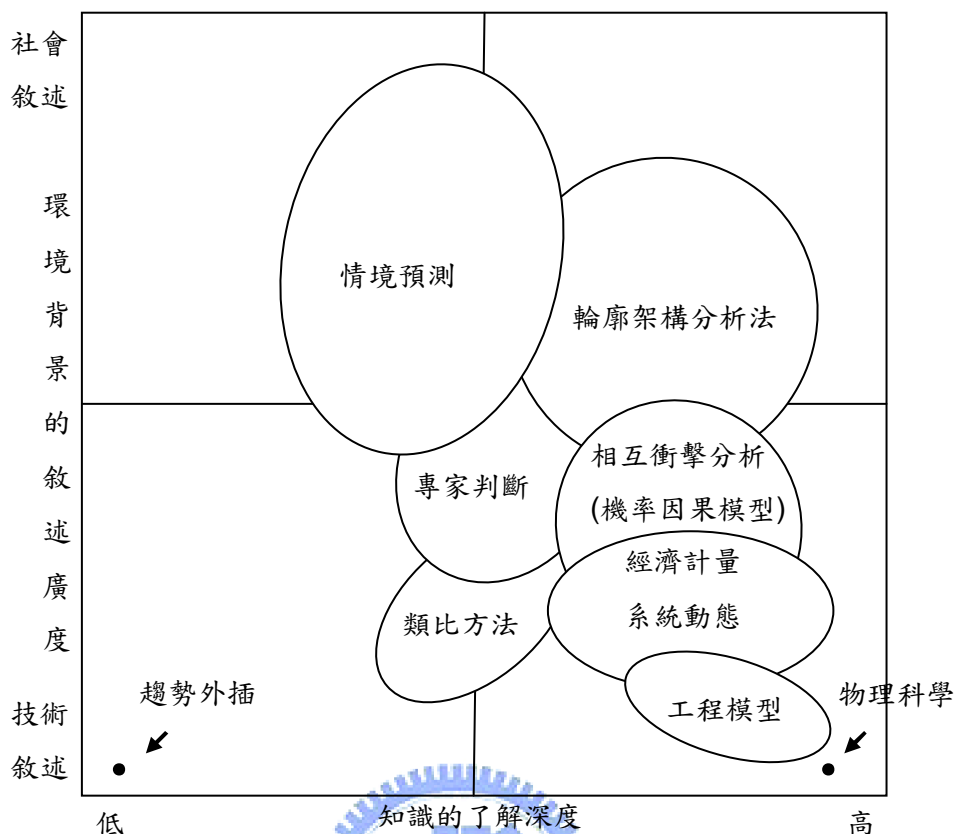 社會
敘述
環境背景的敘述廣度
技術
敘述
情境預測
輪廓架構分析法
專家判斷
相互衝擊分析
(機率因果模型)
經濟計量
系統動態
類比方法
工程模型
趨勢外插
物理科學
低
知識的了解深度
高